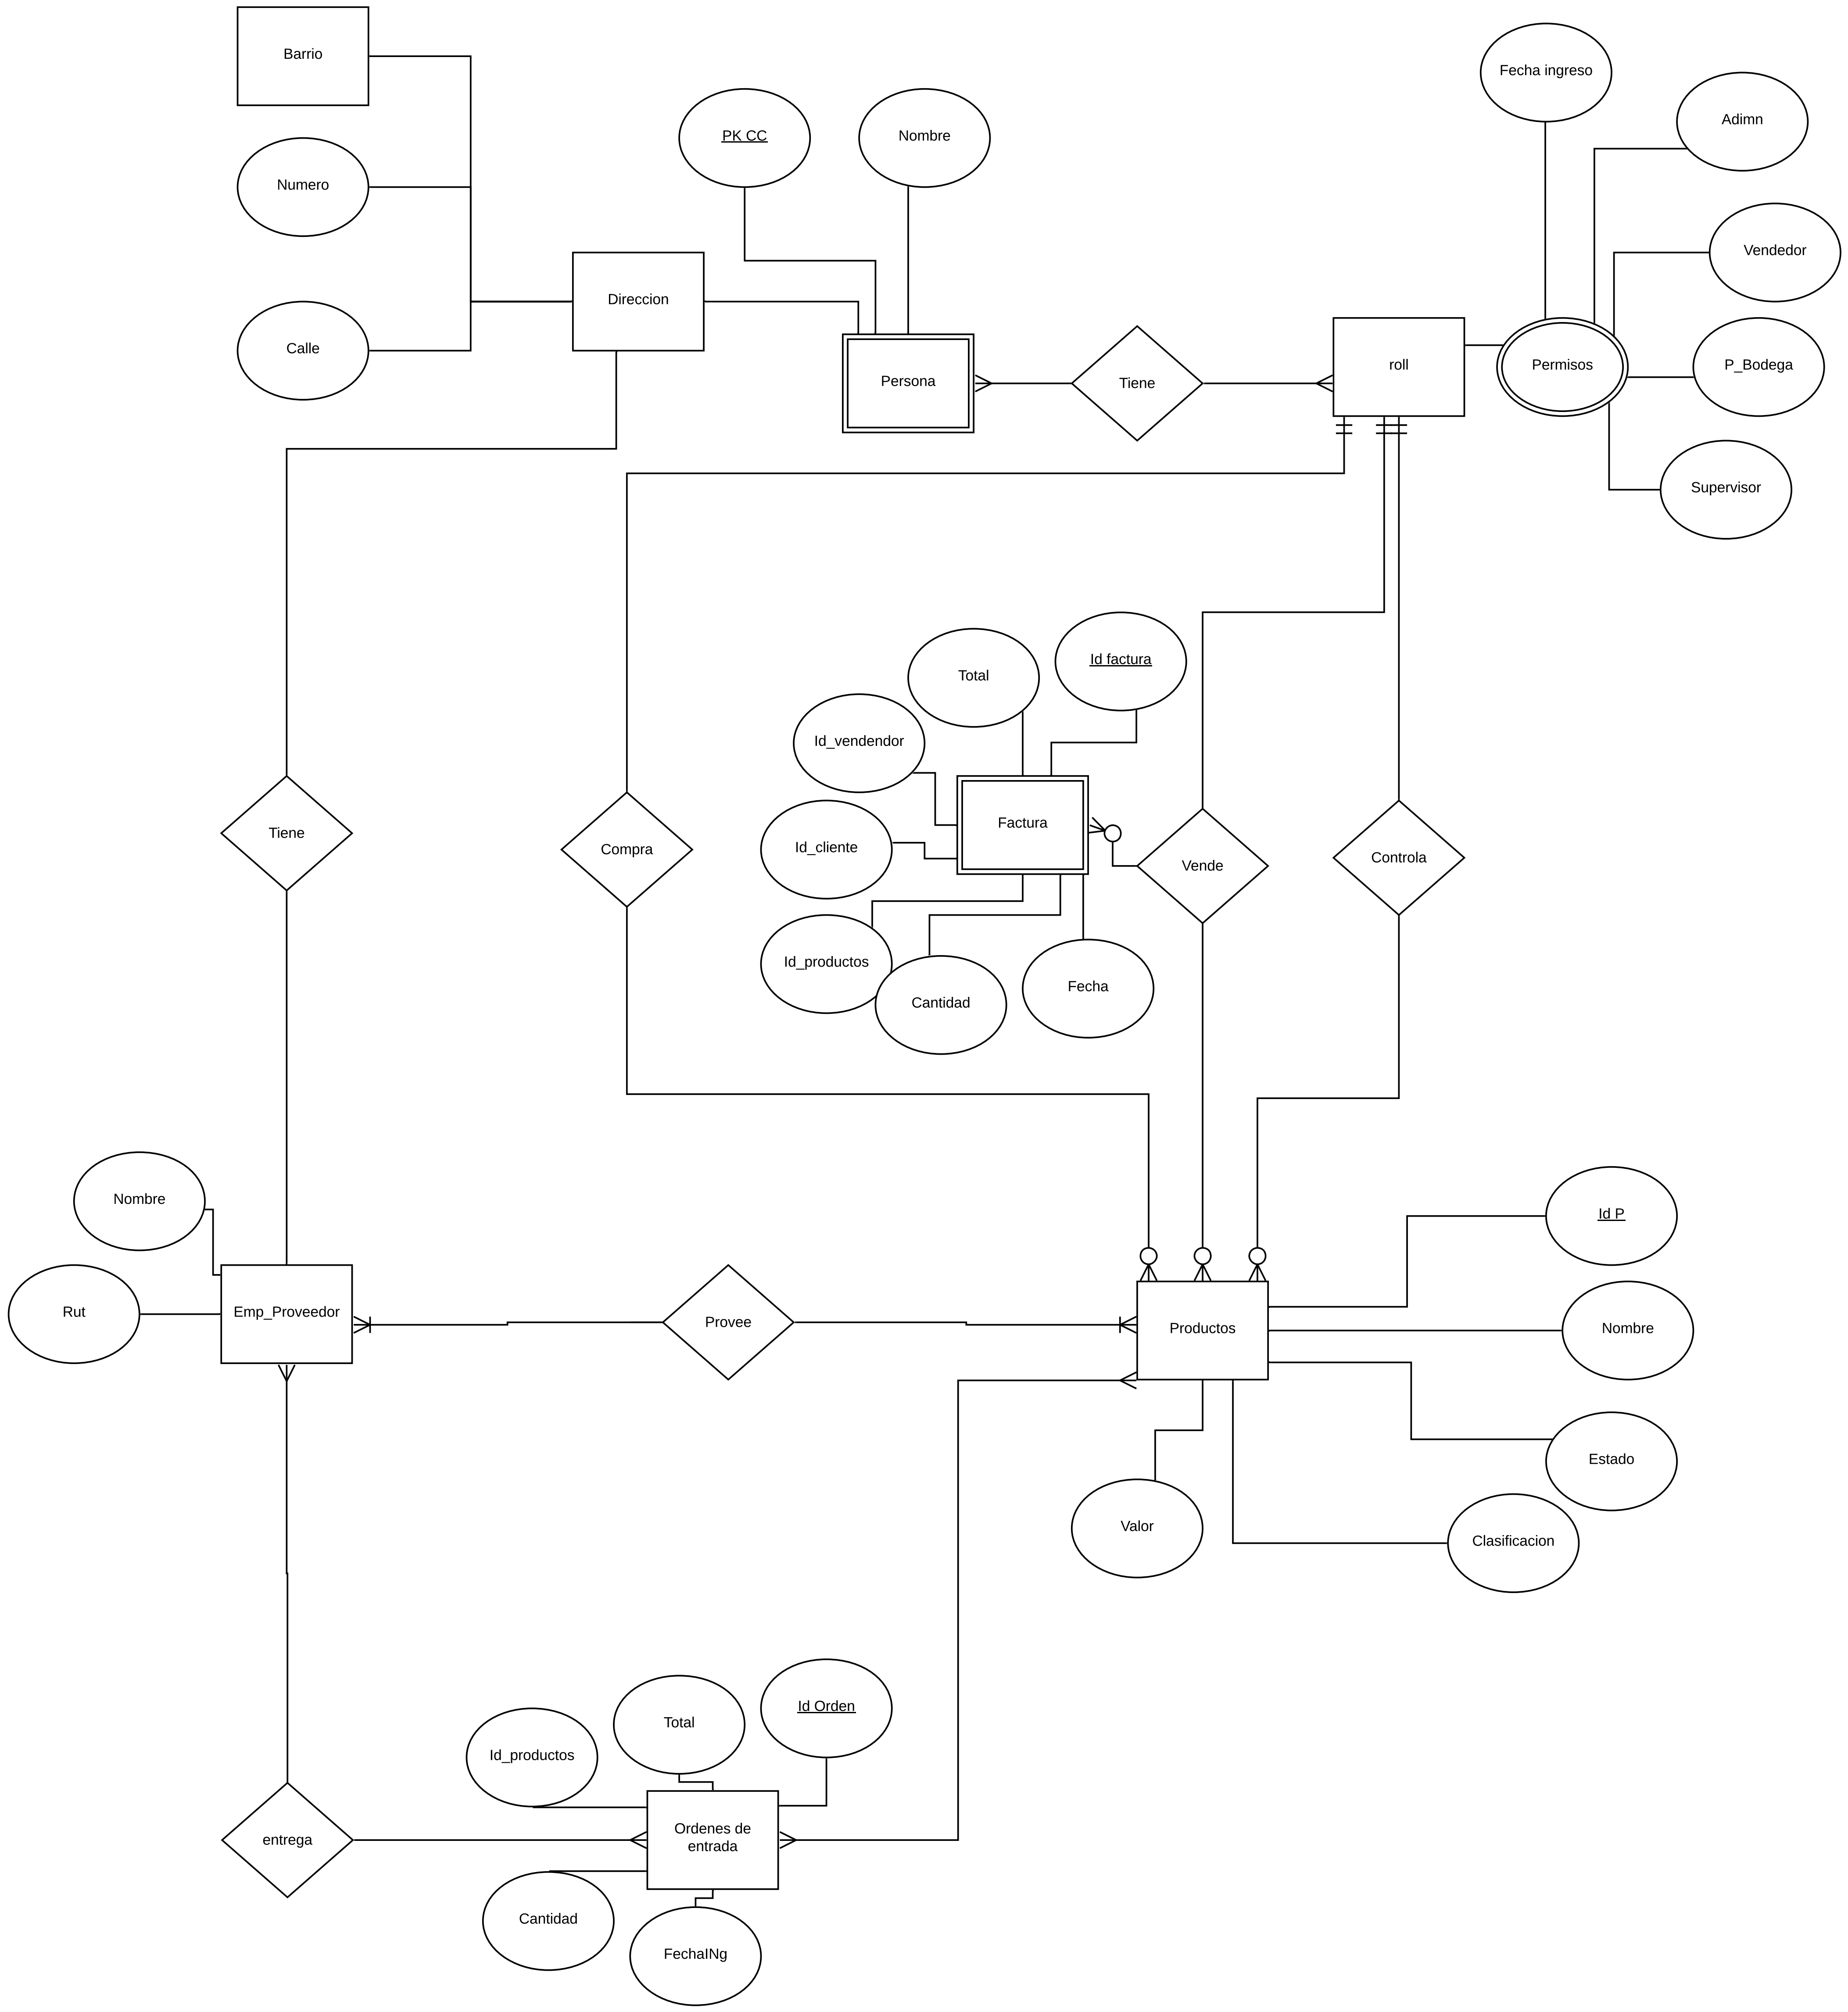 Barrio
Fecha ingreso
Adimn
PK CC
Nombre
Numero
Vendedor
Direccion
Calle
Persona
Tiene
roll
Permisos
P_Bodega
Supervisor
Total
Id factura
Id_vendendor
Factura
Id_cliente
Tiene
Compra
Vende
Controla
Id_productos
Cantidad
Fecha
Nombre
Id P
Rut
Emp_Proveedor
Provee
Productos
Nombre
Estado
Valor
Clasificacion
Id_productos
Total
Id Orden
entrega
Ordenes de
entrada
Cantidad
FechaINg